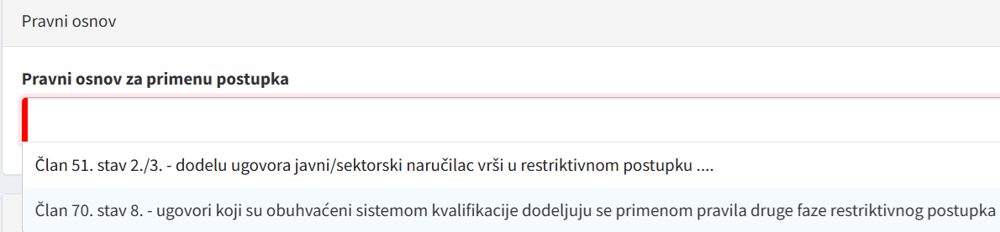 Pravni osnov
Pravni osnov za primenu postupka
Član 51. stav 2./3. - dodelu ugovora javni/sektorski naručilac vrši u restriktivnom postupku ....
Član 70. stav 8. - ugovori koji su obuhvaćeni sistemom kvalifikacije dodeljuju se primenom pravila druge faze restriktivnog postupka